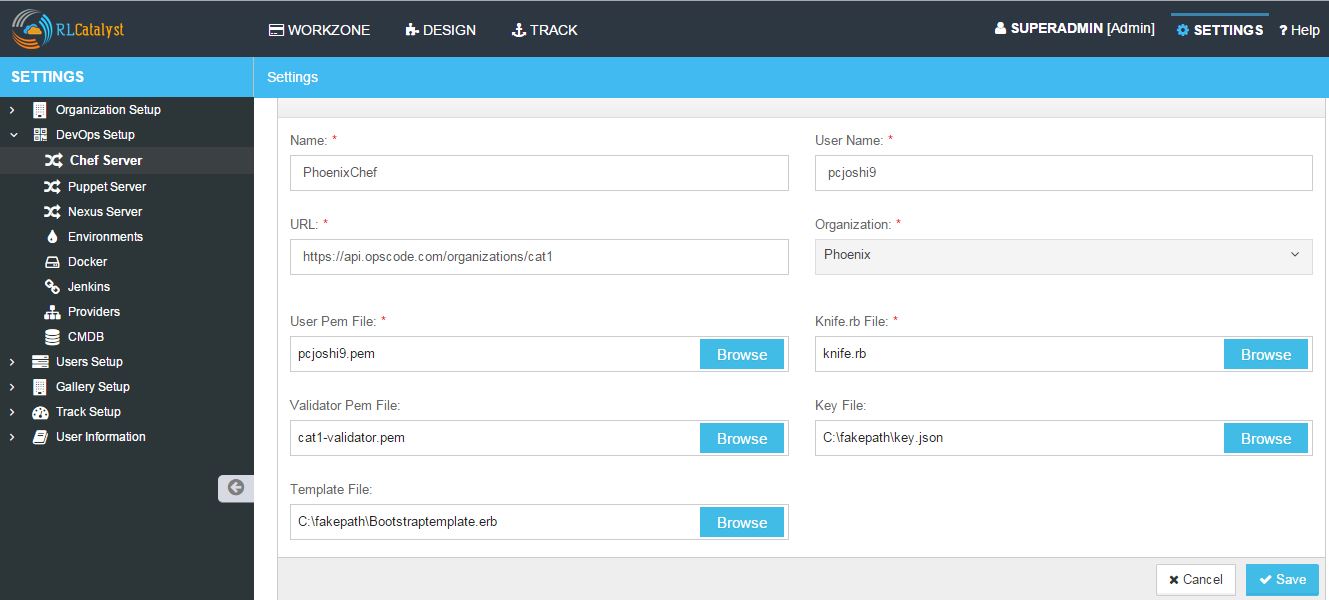 RLCatalyst WORKZONE DESIGN TRACK SUPERADMIN [Admin] SETTINGS ? Help
SETTINGS
Settings
Organization Setup
DevOps Setup
Chef Server
Puppet Server
Nexus Server
Environments
Docker
Jenkins
Providers
CMDB
Users Setup
Gallery Setup
Track Setup
User Information
Name: * User Name: *
PhoenixChef pcjoshi9
URL: * Organization: *
https://api.opscode.com/organizations/cat1 Phoenix
User Pem File: * Knife.rb File: *
pcjoshi9.pem Browse knife.rb Browse
Validator Pem File: Key File:
cat1-validator.pem Browse C:\fakepath\key.json Browse
Template File:
C:\fakepath\Bootstraptemplate.erb Browse
Cancel Save